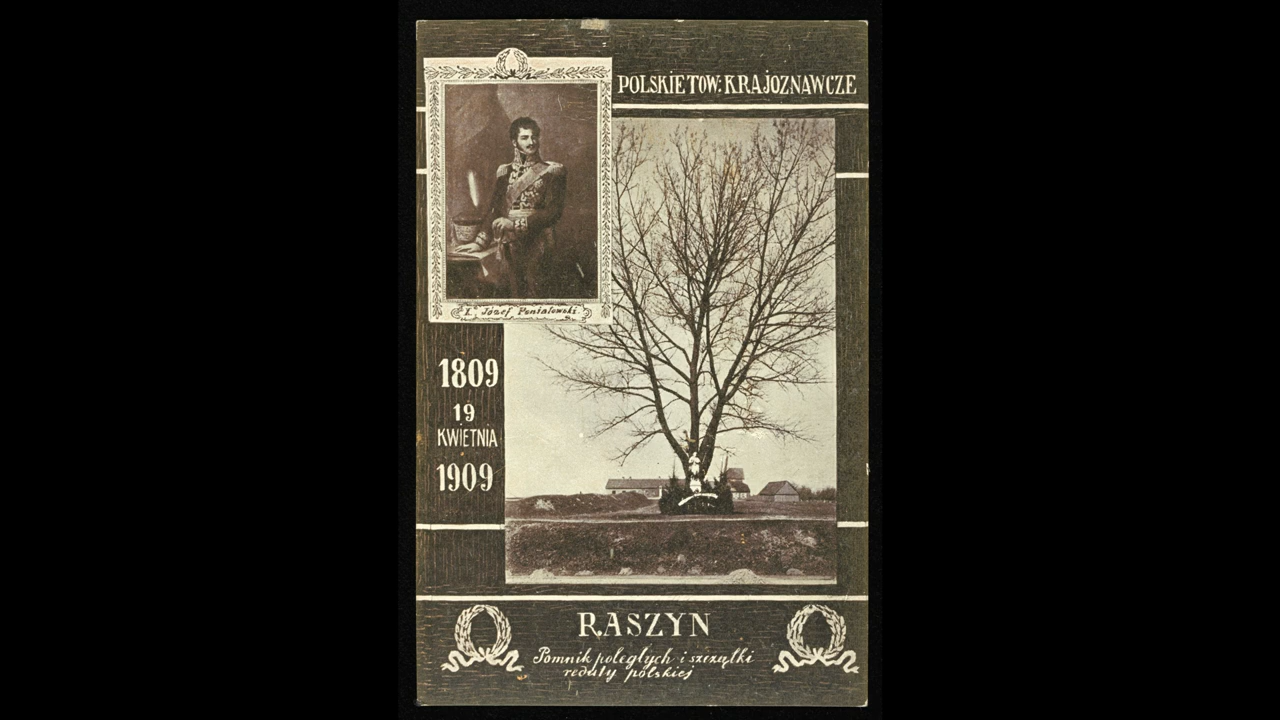 POLSKIE TOW: KRAJOZNAWCZE
X. Józef Poniatowski.
1809
19
KWIETNIA
1909
RASZYN
Pomnik poległych i szczątki
reduty polskiej